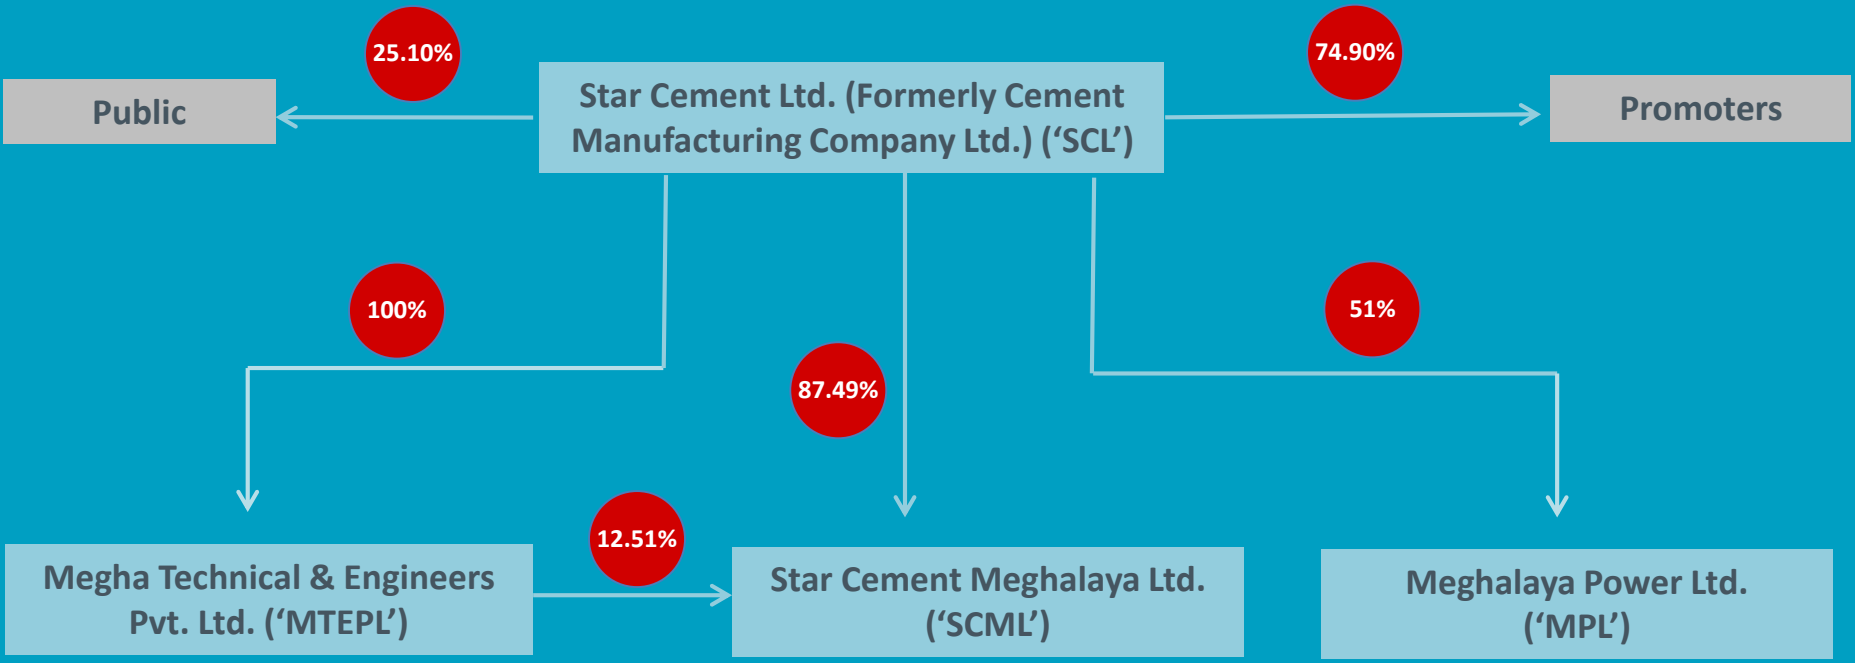 25.10%
74.90%
Public
Star Cement Ltd. (Formerly Cement
Manufacturing Company Ltd.) (‘SCL’)
Promoters
100%
51%
87.49%
12.51%
Megha Technical & Engineers
Pvt. Ltd. (‘MTEPL’)
Star Cement Meghalaya Ltd.
(‘SCML’)
Meghalaya Power Ltd.
(‘MPL’)